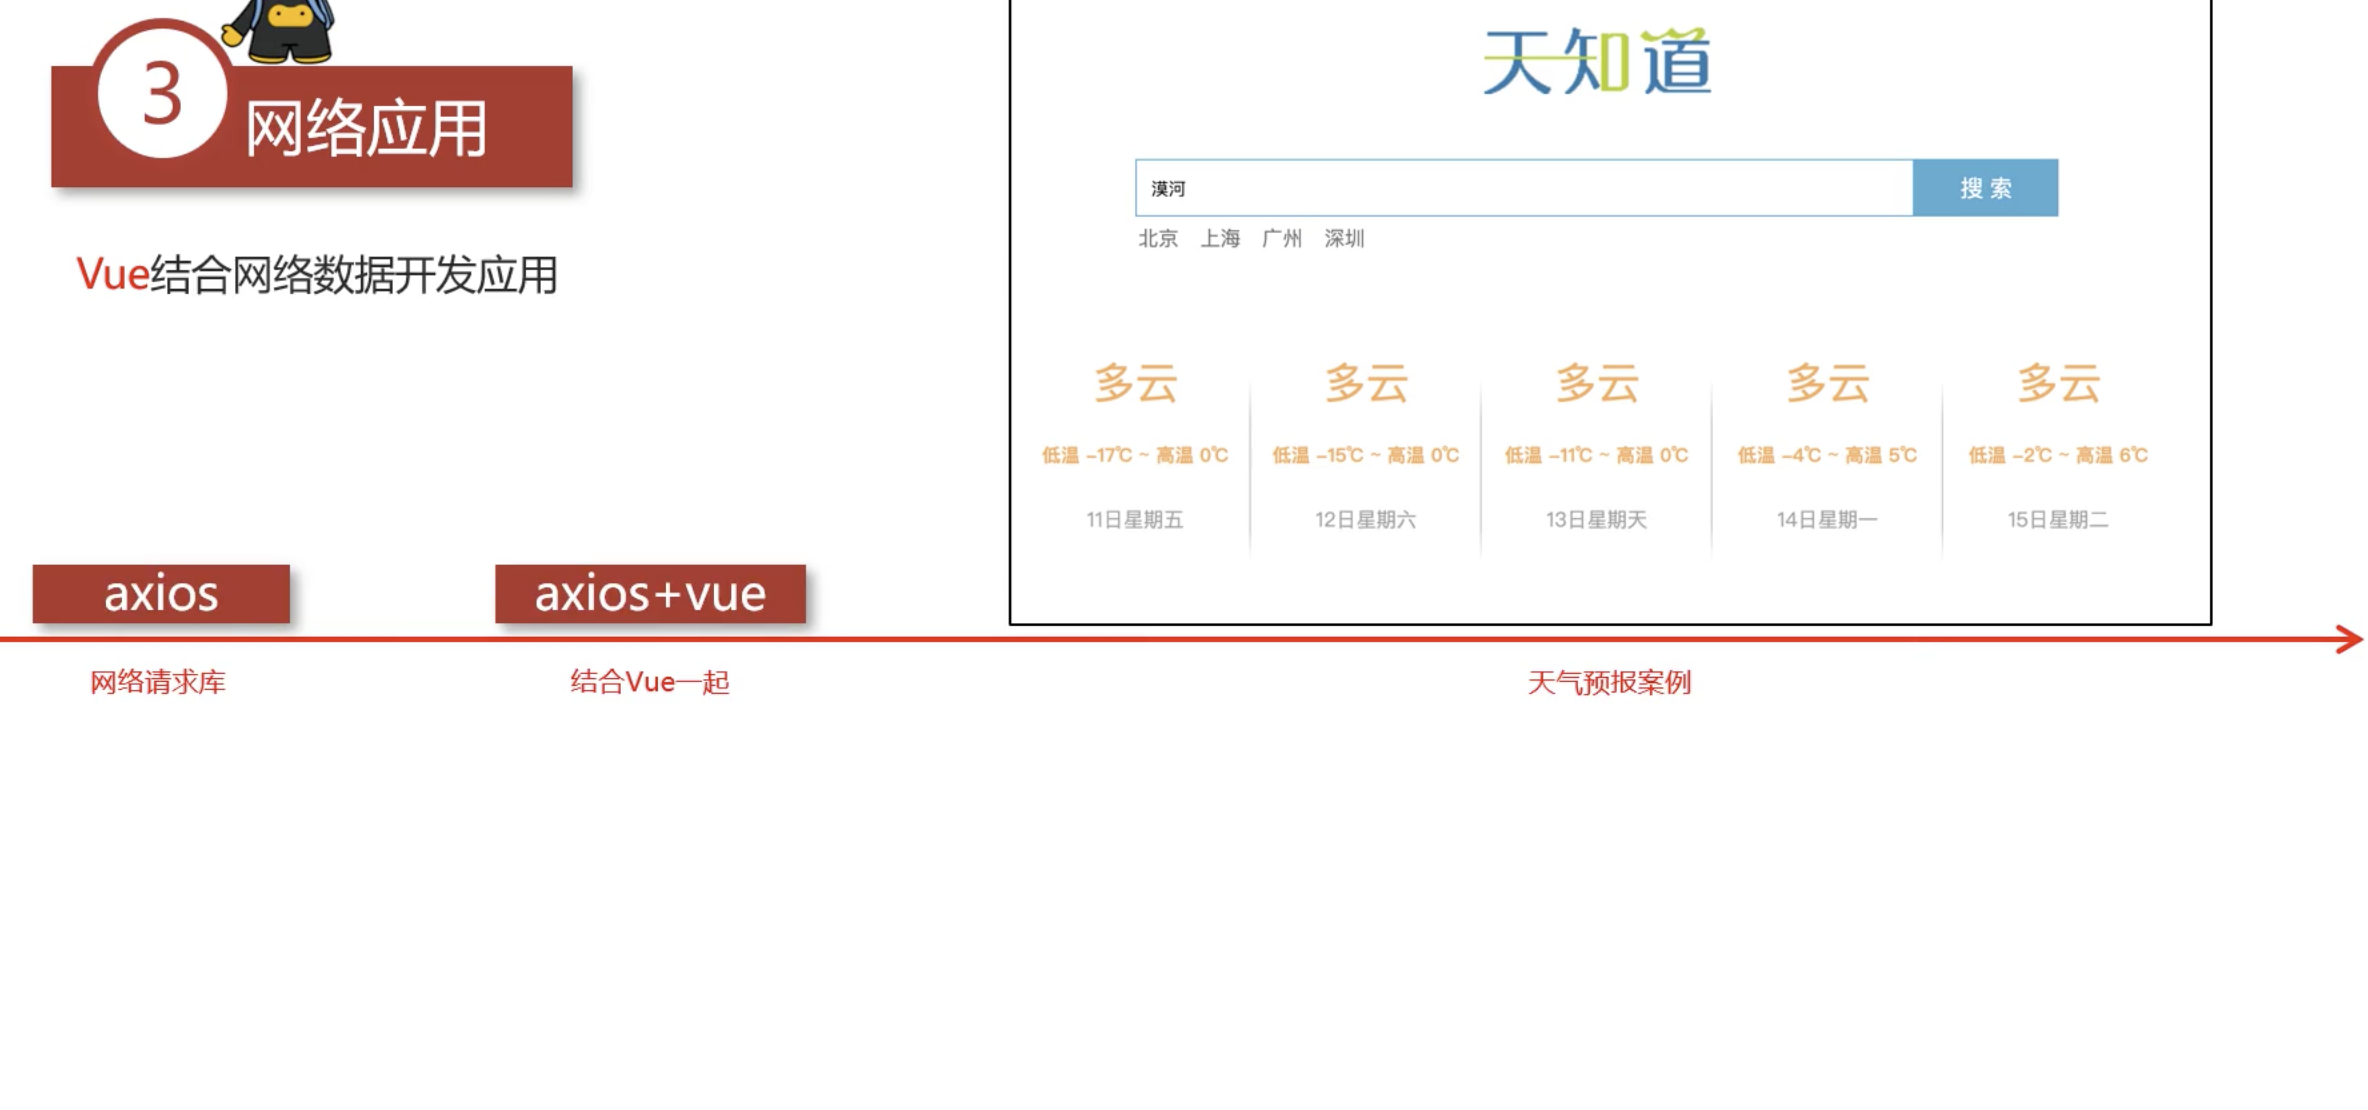 3
网络应用
Vue结合网络数据开发应用
天知道
漠河
搜索
北京 上海 广州 深圳
多云 多云 多云 多云 多云
低温 -17℃ ~ 高温 0℃ 低温 -15℃ ~ 高温 0℃ 低温 -11℃ ~ 高温 0℃ 低温 -4℃ ~ 高温 5℃ 低温 -2℃ ~ 高温 6℃
11日星期五 12日星期六 13日星期天 14日星期一 15日星期二
axios axios+vue
网络请求库 结合Vue一起 天气预报案例